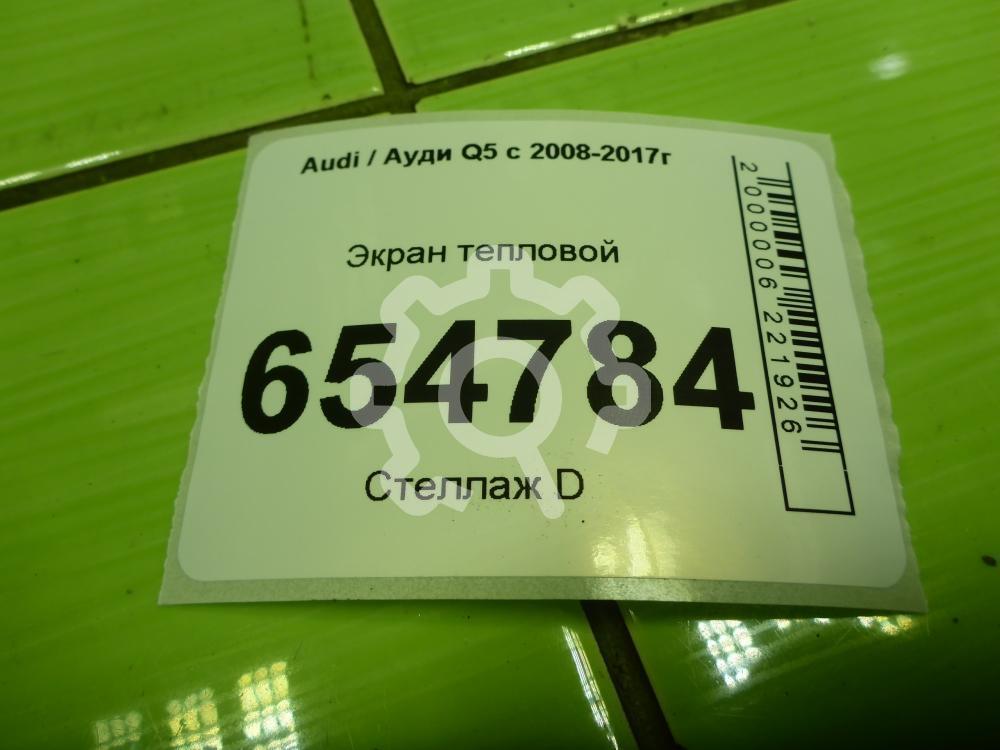 Audi / Ауди Q5 с 2008-2017г
Экран тепловой
654784
Стеллаж D
2000006221926